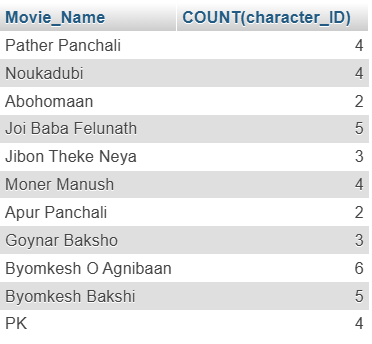 Movie_Name COUNT(character_ID)
Pather Panchali 4
Noukadubi 4
Abohomaan 2
Joi Baba Felunath 5
Jibon Theke Neya 3
Moner Manush 4
Apur Panchali 2
Goynar Baksho 3
Byomkesh O Agnibaan 6
Byomkesh Bakshi 5
PK 4